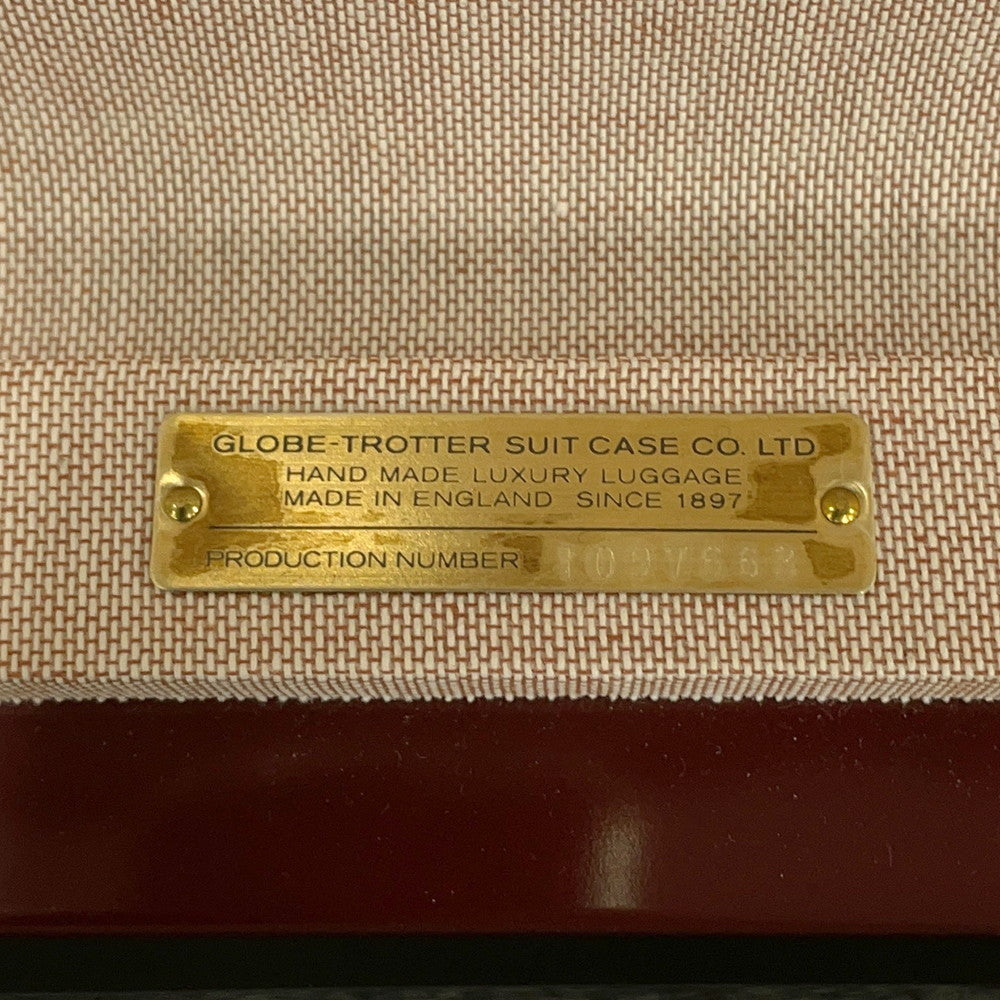 GLOBE-TROTTER SUIT CASE CO. LTD
HAND MADE LUXURY LUGGAGE
MADE IN ENGLAND SINCE 1897
PRODUCTION NUMBER